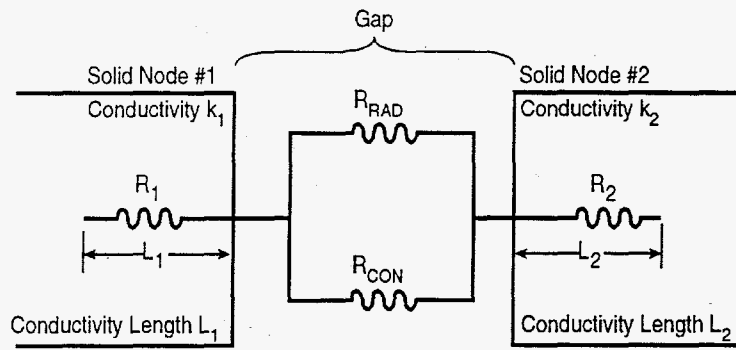 Gap
Solid Node #1
Conductivity k1
Solid Node #2
Conductivity k2
RRAD
R1
R2
L1
L2
RCON
Conductivity Length L1
Conductivity Length L2